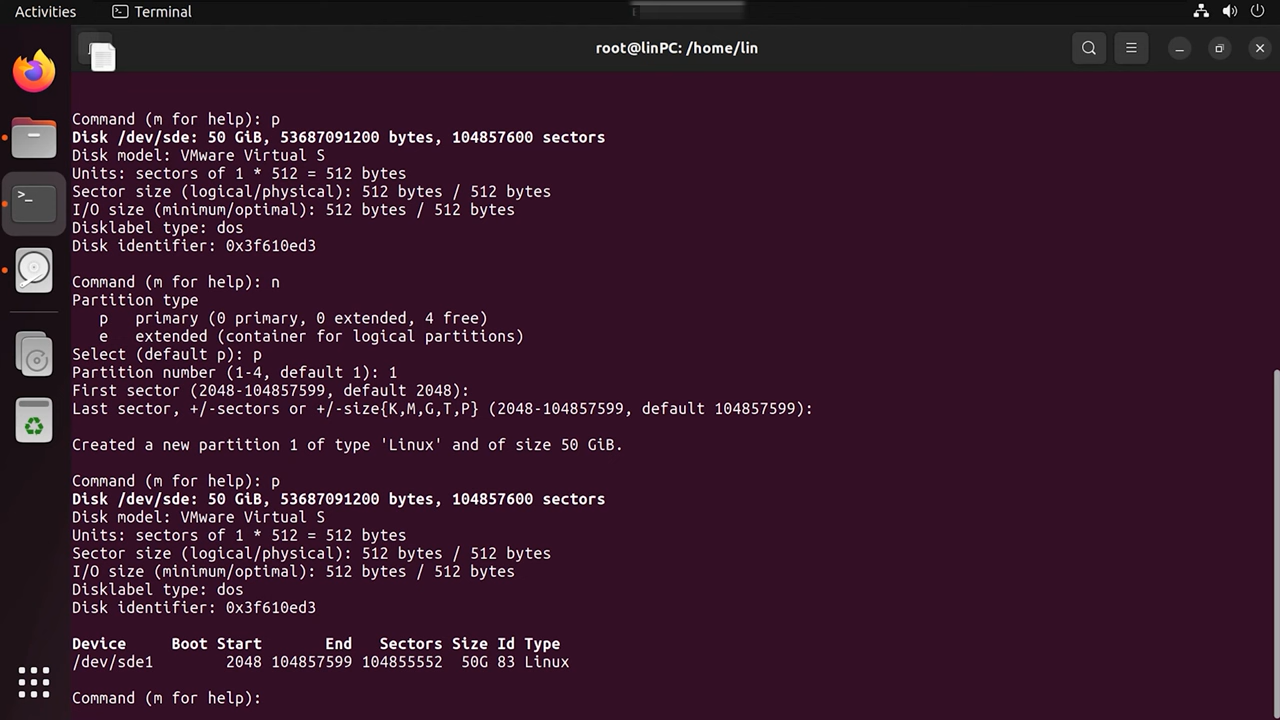 Activities
Terminal
root@linPC: /home/lin
Command (m for help): p
Disk /dev/sde: 50 GiB, 53687091200 bytes, 104857600 sectors
Disk model: VMware Virtual S
Units: sectors of 1 * 512 = 512 bytes
Sector size (logical/physical): 512 bytes / 512 bytes
I/O size (minimum/optimal): 512 bytes / 512 bytes
Disklabel type: dos
Disk identifier: 0x3f610ed3
Command (m for help): n
Partition type
   p   primary (0 primary, 0 extended, 4 free)
   e   extended (container for logical partitions)
Select (default p): p
Partition number (1-4, default 1): 1
First sector (2048-104857599, default 2048):
Last sector, +/-sectors or +/-size{K,M,G,T,P} (2048-104857599, default 104857599):
Created a new partition 1 of type 'Linux' and of size 50 GiB.
Command (m for help): p
Disk /dev/sde: 50 GiB, 53687091200 bytes, 104857600 sectors
Disk model: VMware Virtual S
Units: sectors of 1 * 512 = 512 bytes
Sector size (logical/physical): 512 bytes / 512 bytes
I/O size (minimum/optimal): 512 bytes / 512 bytes
Disklabel type: dos
Disk identifier: 0x3f610ed3
Device     Boot Start       End   Sectors Size Id Type
/dev/sde1        2048 104857599 104855552  50G 83 Linux
Command (m for help):